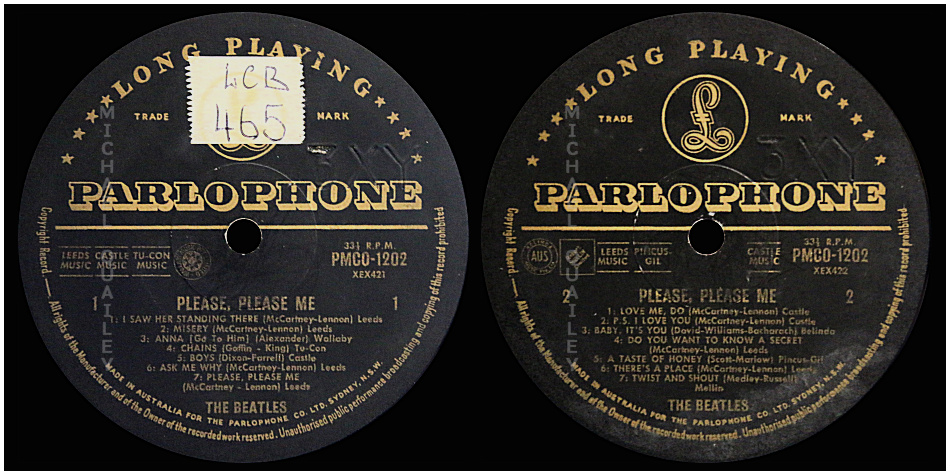 LONG PLAYING
LCB
465
TRADE MARK
3XY
PARLOPHONE
LEEDS MUSIC CASTLE MUSIC TU-CON MUSIC
33⅓ R.P.M.
PMCO-1202
XEX421
1 PLEASE, PLEASE ME 1
1: I SAW HER STANDING THERE (McCartney-Lennon) Leeds
2: MISERY (McCartney-Lennon) Leeds
3: ANNA [Go To Him] (Alexander) Wallaby
4: CHAINS (Goffin - King) Tu-Con
5: BOYS (Dixon-Farrell) Castle
6: ASK ME WHY (McCartney-Lennon) Leeds
7: PLEASE, PLEASE ME
(McCartney - Lennon) Leeds
THE BEATLES
MADE IN AUSTRALIA FOR THE PARLOPHONE CO. LTD. SYDNEY, N.S.W.
Copyright Record. — All rights of the Manufacturer and of the Owner of the recorded work reserved. Unauthorised public performance broadcasting and copying of this record prohibited
MICHAEL QUAILEY
LONG PLAYING
TRADE £ MARK
3XY
PARLOPHONE
AUS
LEEDS MUSIC PINCUS-GIL CASTLE MUSIC
33⅓ R.P.M.
PMCO-1202
XEX422
2 PLEASE, PLEASE ME 2
1: LOVE ME, DO (McCartney-Lennon) Castle
2: P.S. I LOVE YOU (McCartney-Lennon) Castle
3: BABY, IT'S YOU (David-Williams-Bacharach) Belinda
4: DO YOU WANT TO KNOW A SECRET
(McCartney-Lennon) Leeds
5: A TASTE OF HONEY (Scott-Marlow) Pincus-Gil
6: THERE'S A PLACE (McCartney-Lennon) Leeds
7: TWIST AND SHOUT (Medley-Russell)
Mellin
THE BEATLES
MADE IN AUSTRALIA FOR THE PARLOPHONE CO. LTD. SYDNEY, N.S.W.
Copyright Record. — All rights of the Manufacturer and of the Owner of the recorded work reserved. Unauthorised public performance broadcasting and copying of this record prohibited
MICHAEL QUAILEY